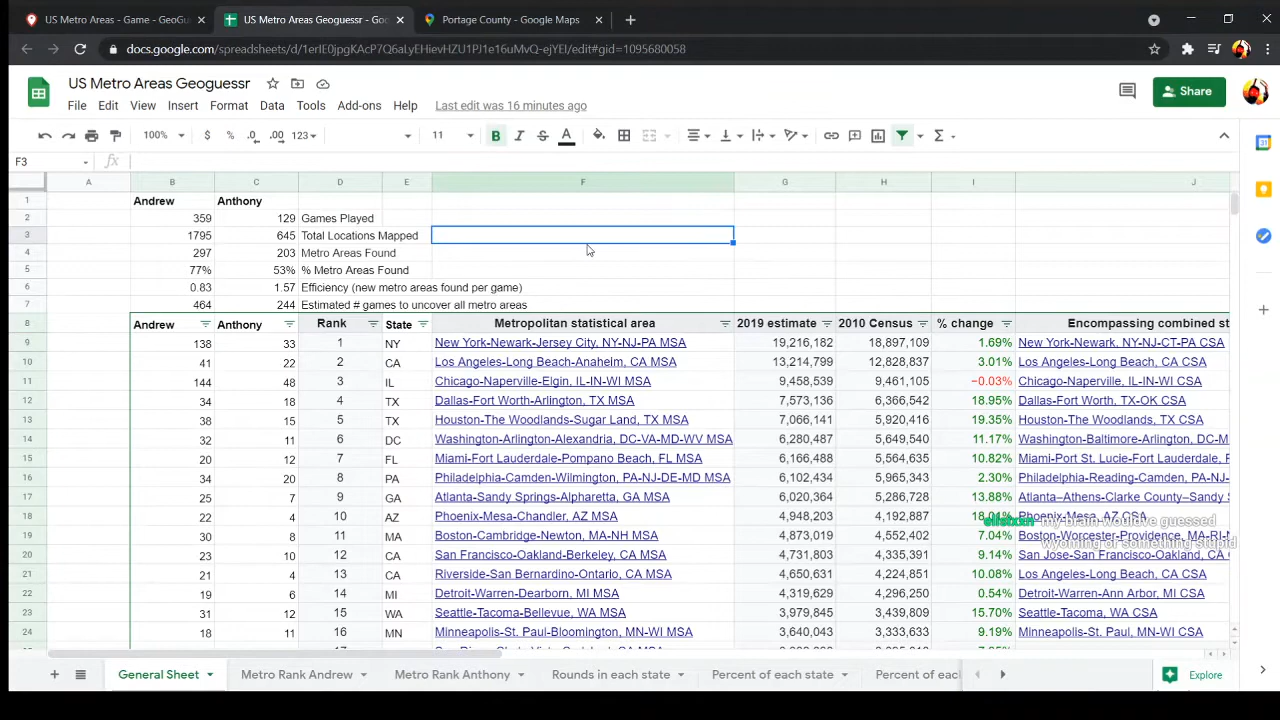 US Metro Areas - Game - GeoGu × US Metro Areas Geoguessr - Goo × Portage County - Google Maps ×
docs.google.com/spreadsheets/d/1erIE0jpgKAcP7Q6aLyEHievHZU1PJ1e16uMvQ-ejYEI/edit#gid=1095680058
US Metro Areas Geoguessr
File Edit View Insert Format Data Tools Add-ons Help Last edit was 16 minutes ago
Share
100% $ % .0 .00 123 11 B I S A
F3 fx
A B C D E F G H I J
1 Andrew Anthony
2 359 129 Games Played
3 1795 645 Total Locations Mapped
4 297 203 Metro Areas Found
5 77% 53% % Metro Areas Found
6 0.83 1.57 Efficiency (new metro areas found per game)
7 464 244 Estimated # games to uncover all metro areas
8 Andrew Anthony Rank State Metropolitan statistical area 2019 estimate 2010 Census % change Encompassing combined st
9 138 33 1 NY New York-Newark-Jersey City, NY-NJ-PA MSA 19,216,182 18,897,109 1.69% New York-Newark, NY-NJ-CT-PA CSA
10 41 22 2 CA Los Angeles-Long Beach-Anaheim, CA MSA 13,214,799 12,828,837 3.01% Los Angeles-Long Beach, CA CSA
11 144 48 3 IL Chicago-Naperville-Elgin, IL-IN-WI MSA 9,458,539 9,461,105 −0.03% Chicago-Naperville, IL-IN-WI CSA
12 34 18 4 TX Dallas-Fort Worth-Arlington, TX MSA 7,573,136 6,366,542 18.95% Dallas-Fort Worth, TX-OK CSA
13 38 15 5 TX Houston-The Woodlands-Sugar Land, TX MSA 7,066,141 5,920,416 19.35% Houston-The Woodlands, TX CSA
14 32 11 6 DC Washington-Arlington-Alexandria, DC-VA-MD-WV MSA 6,280,487 5,649,540 11.17% Washington-Baltimore-Arlington, DC-M
15 20 12 7 FL Miami-Fort Lauderdale-Pompano Beach, FL MSA 6,166,488 5,564,635 10.82% Miami-Port St. Lucie-Fort Lauderdale, F
16 34 20 8 PA Philadelphia-Camden-Wilmington, PA-NJ-DE-MD MSA 6,102,434 5,965,343 2.30% Philadelphia-Reading-Camden, PA-NJ-
17 25 7 9 GA Atlanta-Sandy Springs-Alpharetta, GA MSA 6,020,364 5,286,728 13.88% Atlanta–Athens-Clarke County–Sandy
18 22 4 10 AZ Phoenix-Mesa-Chandler, AZ MSA 4,948,203 4,192,887 18.01% Phoenix-Mesa, AZ CSA
my brain would've guessed
19 30 8 11 MA Boston-Cambridge-Newton, MA-NH MSA 4,873,019 4,552,402 7.04% Boston-Worcester-Providence, MA-RI-
wyoming or something stupid
20 23 10 12 CA San Francisco-Oakland-Berkeley, CA MSA 4,731,803 4,335,391 9.14% San Jose-San Francisco-Oakland, CA C
21 21 4 13 CA Riverside-San Bernardino-Ontario, CA MSA 4,650,631 4,224,851 10.08% Los Angeles-Long Beach, CA CSA
22 19 6 14 MI Detroit-Warren-Dearborn, MI MSA 4,319,629 4,296,250 0.54% Detroit-Warren-Ann Arbor, MI CSA
23 31 12 15 WA Seattle-Tacoma-Bellevue, WA MSA 3,979,845 3,439,809 15.70% Seattle-Tacoma, WA CSA
24 18 11 16 MN Minneapolis-St. Paul-Bloomington, MN-WI MSA 3,640,043 3,333,633 9.19% Minneapolis-St. Paul, MN-WI CSA
General Sheet Metro Rank Andrew Metro Rank Anthony Rounds in each state Percent of each state Percent of eac Explore